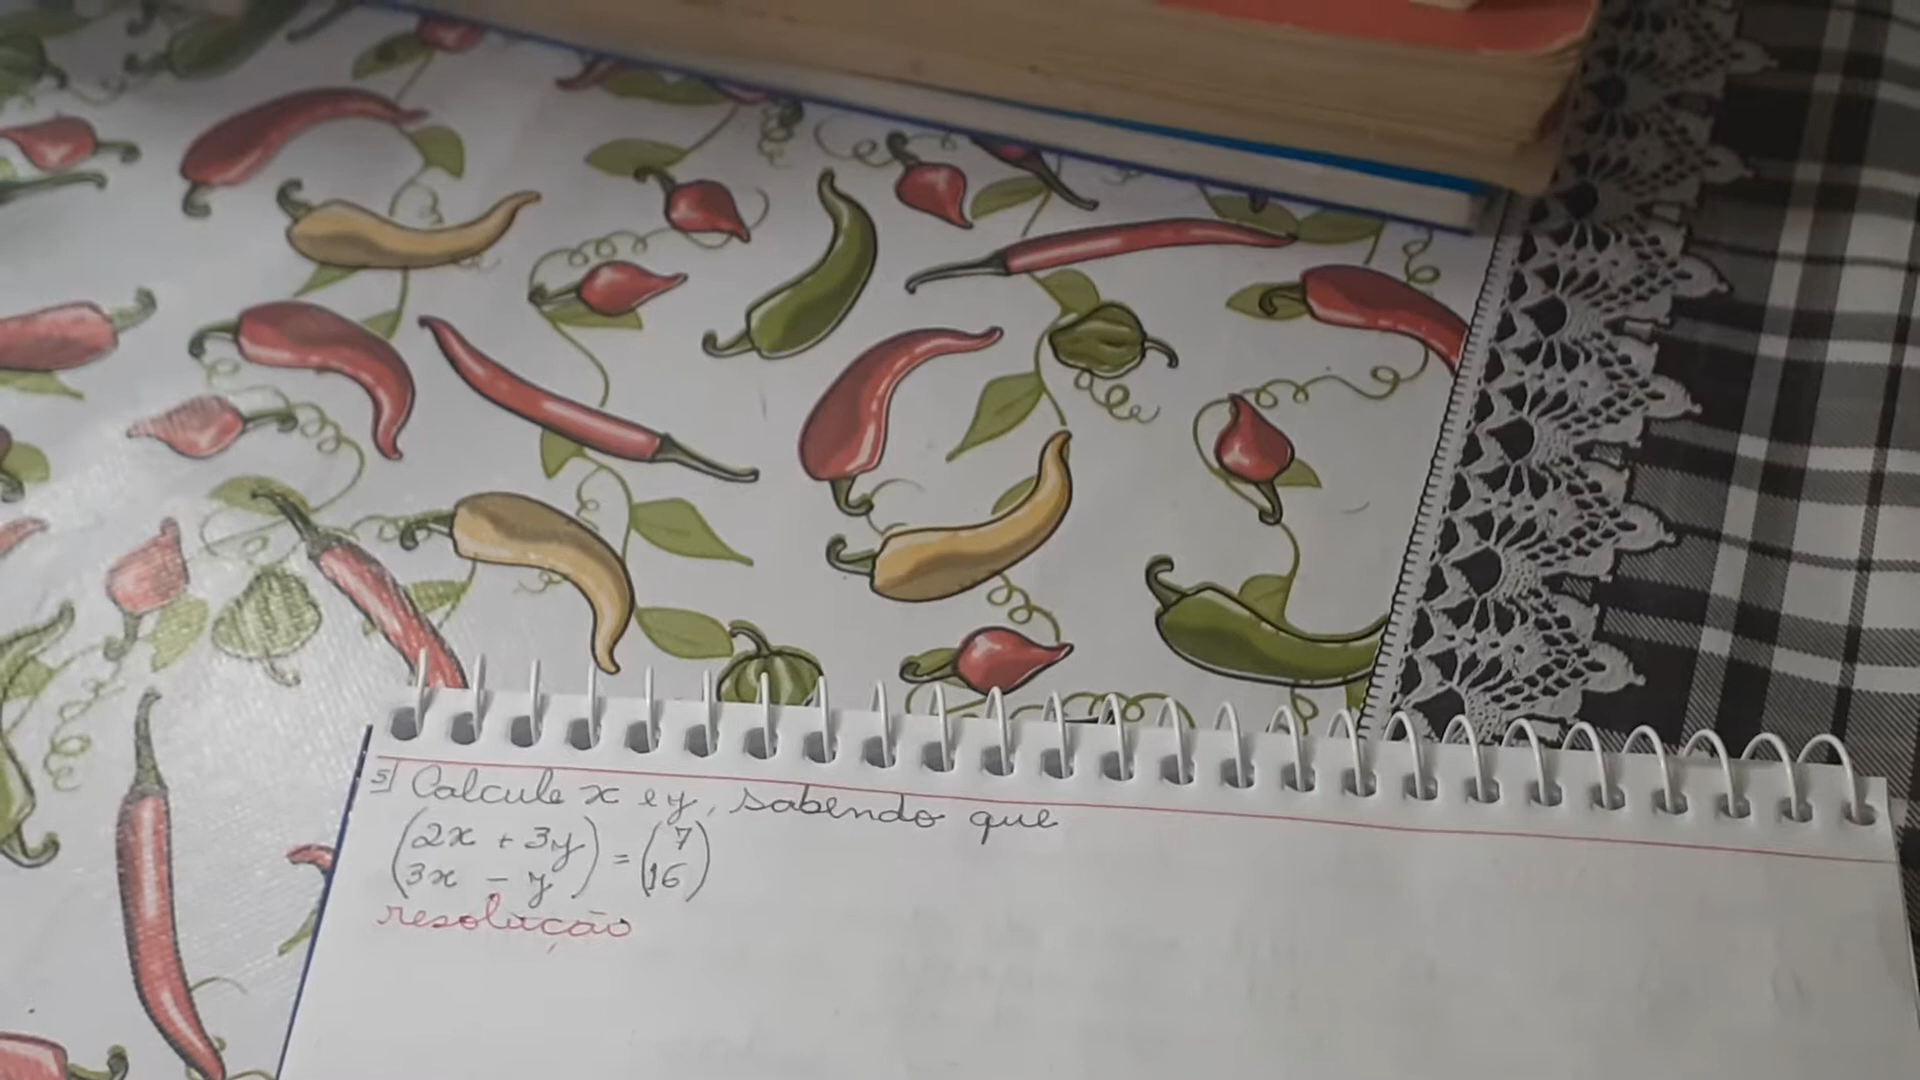 5] Calcule x e y, sabendo que
(2x + 3y) = (7)
(3x - y) (16)
resolução